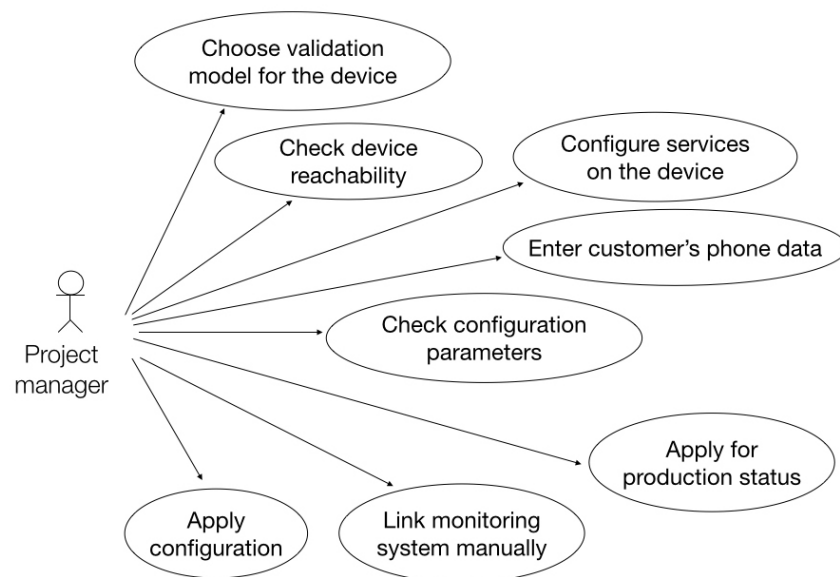 Choose validation
model for the device
Check device
reachability
Configure services
on the device
Enter customer’s phone data
Project
manager
Check configuration
parameters
Apply for
production status
Apply
configuration
Link monitoring
system manually